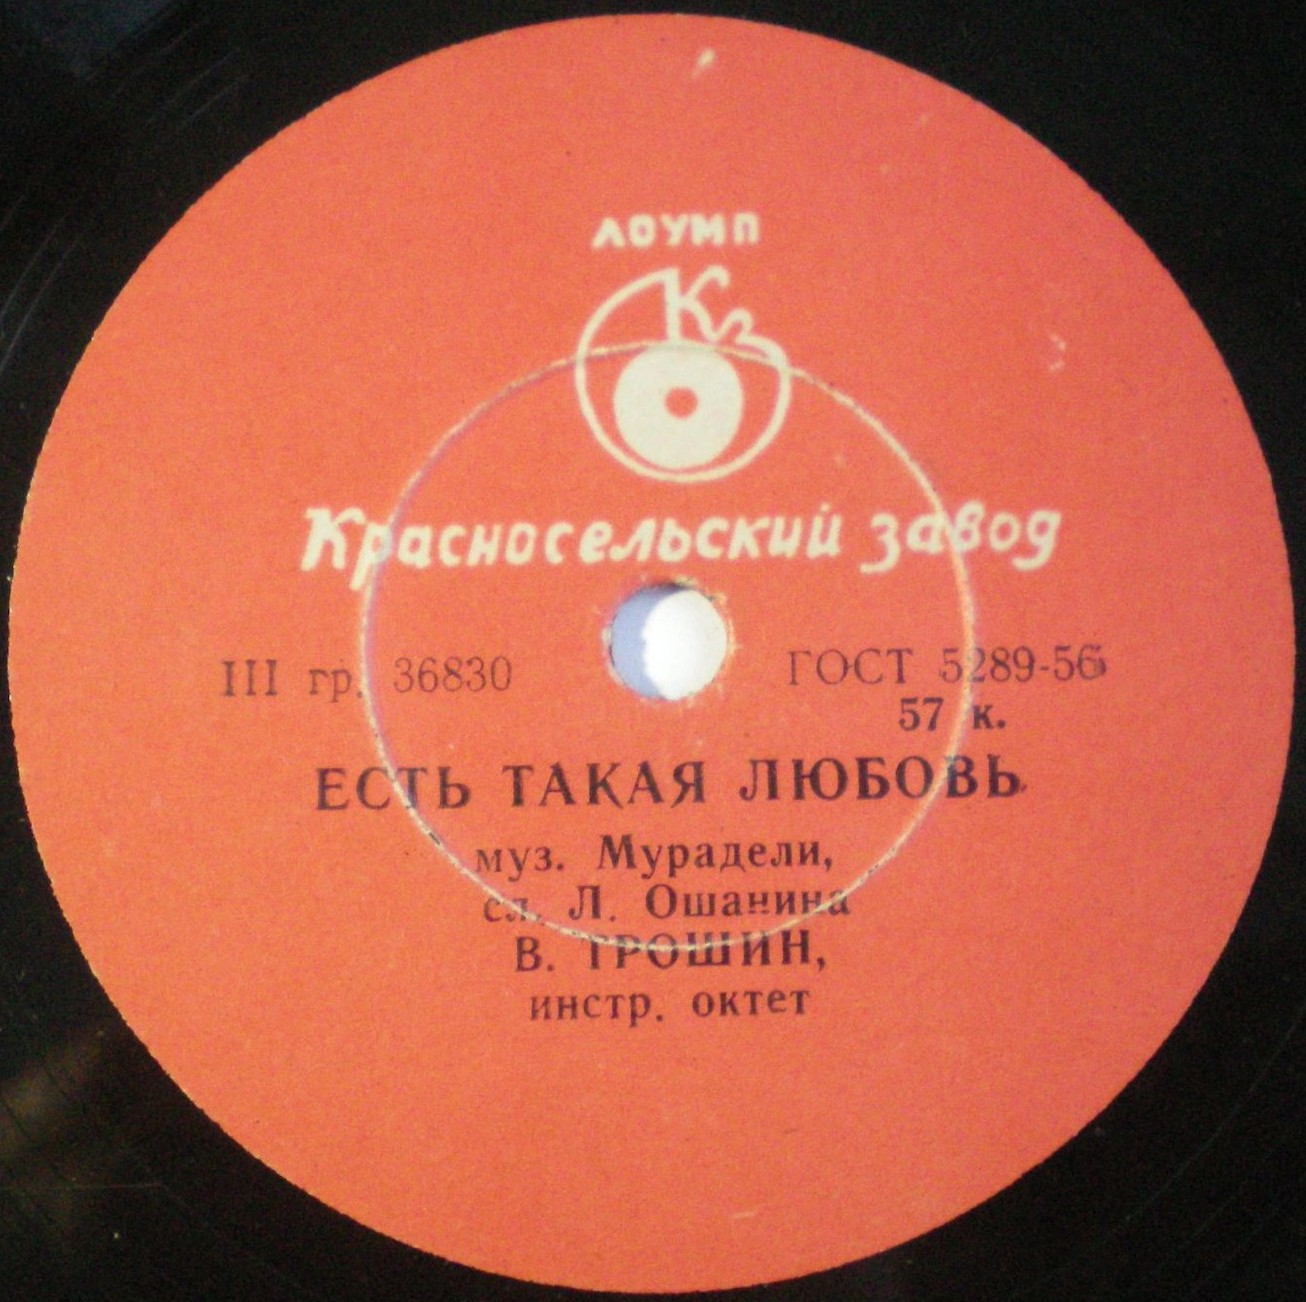 ЛОУМП
Кз
Красносельский завод
III гр. 36830 ГОСТ 5289-56
57 к.
ЕСТЬ ТАКАЯ ЛЮБОВЬ
муз. Мурадели,
сл. Л. Ошанина
В. ТРОШИН,
инстр. октет